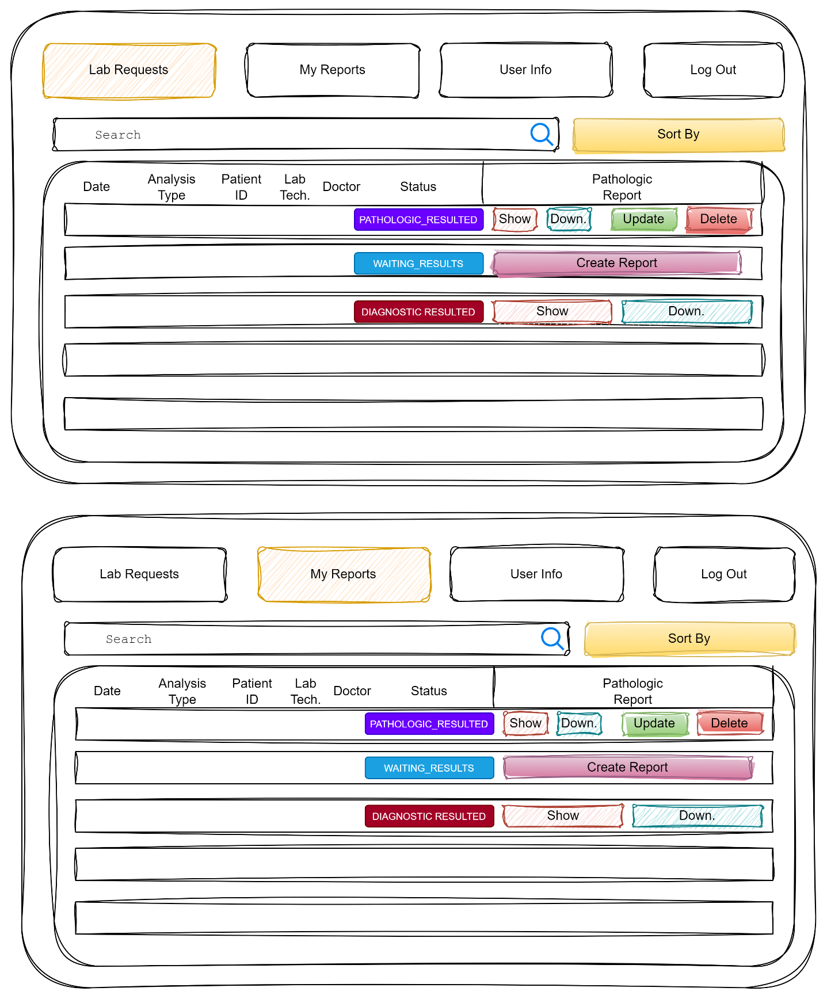 Lab Requests
My Reports
User Info
Log Out
Search
Sort By
Date
Analysis
Type
Patient
ID
Lab
Tech.
Doctor
Status
Pathologic
Report
PATHOLOGIC_RESULTED
Show
Down.
Update
Delete
WAITING_RESULTS
Create Report
DIAGNOSTIC RESULTED
Show
Down.
Lab Requests
My Reports
User Info
Log Out
Search
Sort By
Date
Analysis
Type
Patient
ID
Lab
Tech.
Doctor
Status
Pathologic
Report
PATHOLOGIC_RESULTED
Show
Down.
Update
Delete
WAITING_RESULTS
Create Report
DIAGNOSTIC RESULTED
Show
Down.